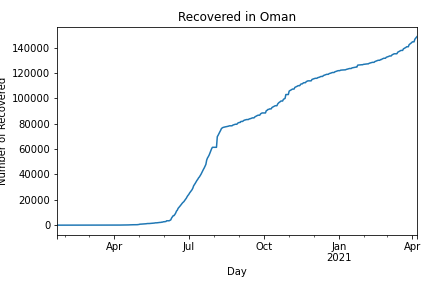 Recovered in Oman
Number of Recovered
140000
120000
100000
80000
60000
40000
20000
0
Apr
Jul
Oct
Jan
2021
Apr
Day